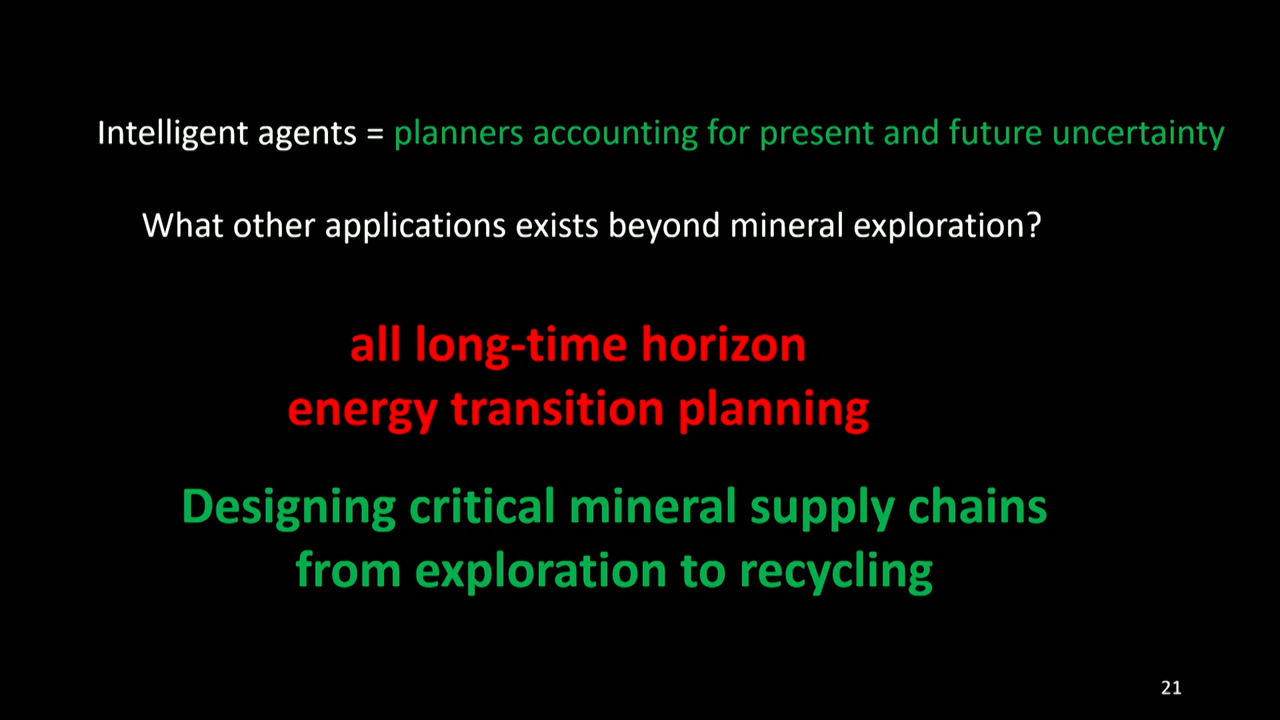 Intelligent agents = planners accounting for present and future uncertainty
What other applications exists beyond mineral exploration?
all long-time horizon
energy transition planning
Designing critical mineral supply chains
from exploration to recycling
21